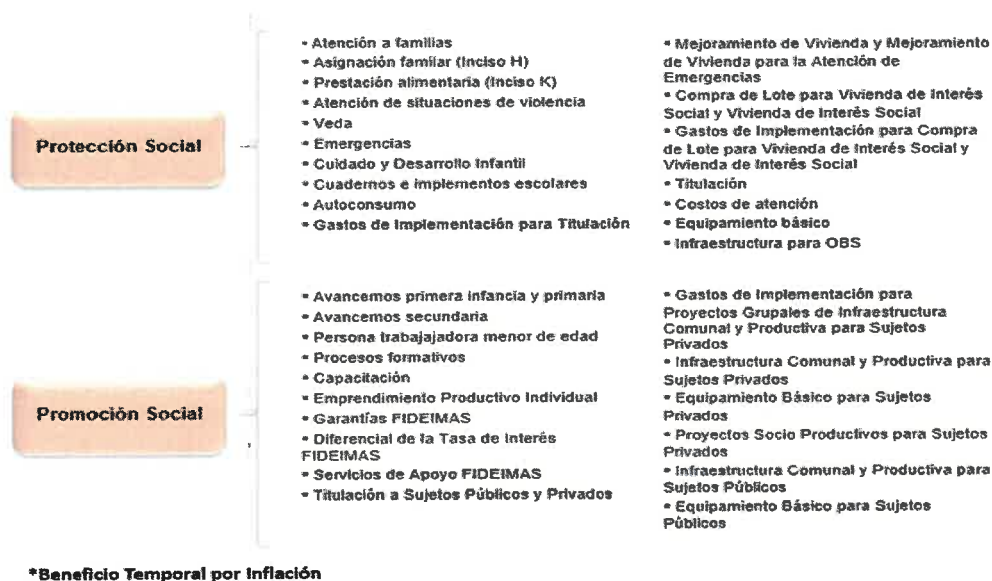 Protección Social
• Atención a familias
• Asignación familar (Inciso H)
• Prestación alimentaria (Inciso K)
• Atención de situaciones de violencia
• Veda
• Emergencias
• Cuidado y Desarrollo Infantil
• Cuadernos e implementos escolares
• Autoconsumo
• Gastos de Implementación para Titulación
• Mejoramiento de Vivienda y Mejoramiento
de Vivienda para la Atención de
Emergencias
• Compra de Lote para Vivienda de Interés
Social y Vivienda de Interés Social
• Gastos de Implementación para Compra
de Lote para Vivienda de Interés Social y
Vivienda de Interés Social
• Titulación
• Costos de atención
• Equipamiento básico
• Infraestructura para OBS
Promoción Social
• Avancemos primera infancia y primaria
• Avancemos secundaria
• Persona trabajajadora menor de edad
• Procesos formativos
• Capacitación
• Emprendimiento Productivo Individual
• Garantías FIDEIMAS
• Diferencial de la Tasa de Interés
FIDEIMAS
• Servicios de Apoyo FIDEIMAS
• Titulación a Sujetos Públicos y Privados
• Gastos de Implementación para
Proyectos Grupales de Infraestructura
Comunal y Productiva para Sujetos
Privados
• Infraestructura Comunal y Productiva para
Sujetos Privados
• Equipamiento Básico para Sujetos
Privados
• Proyectos Socio Productivos para Sujetos
Privados
• Infraestructura Comunal y Productiva para
Sujetos Públicos
• Equipamiento Básico para Sujetos
Públicos
*Beneficio Temporal por Inflación